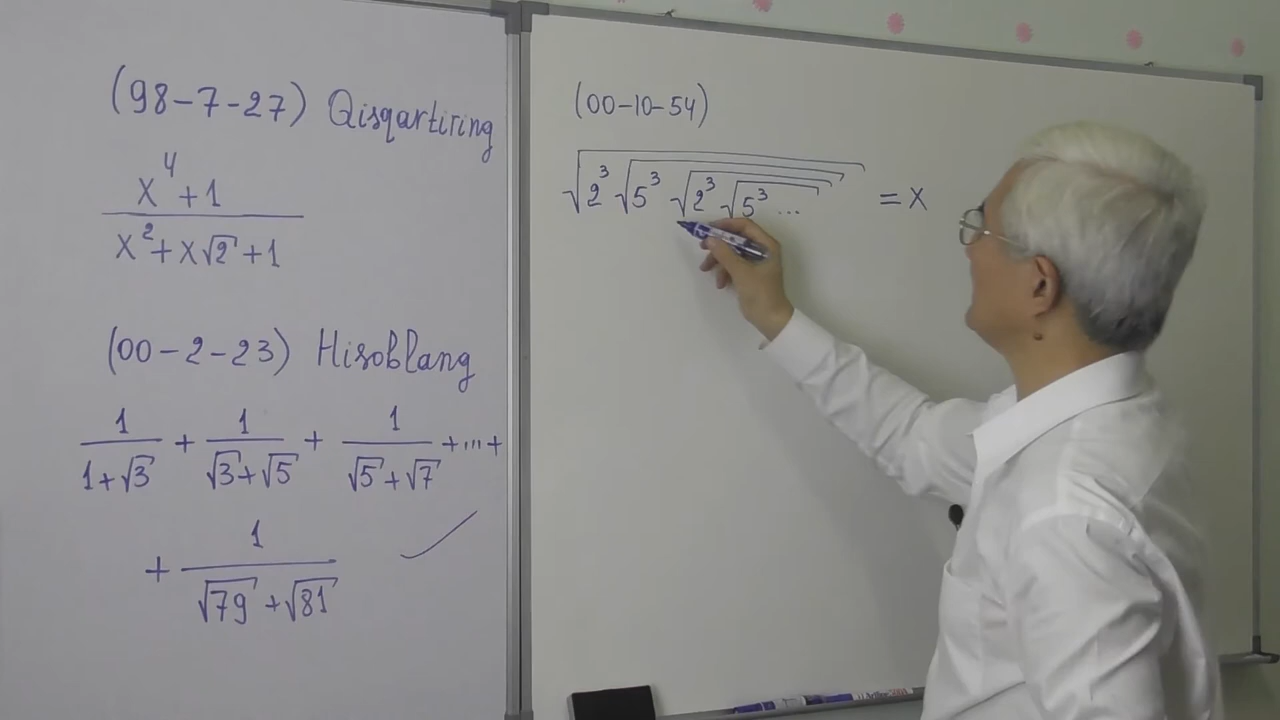 (98-7-27) Qisqartiring
x⁴+1
x²+x√2+1
(00-2-23) Hisoblang
1/(1+√3) + 1/(√3+√5) + 1/(√5+√7) +...+
+ 1/(√79+√81)
(00-10-54)
√(2³√(5³√(2³√(5³...)))) = x